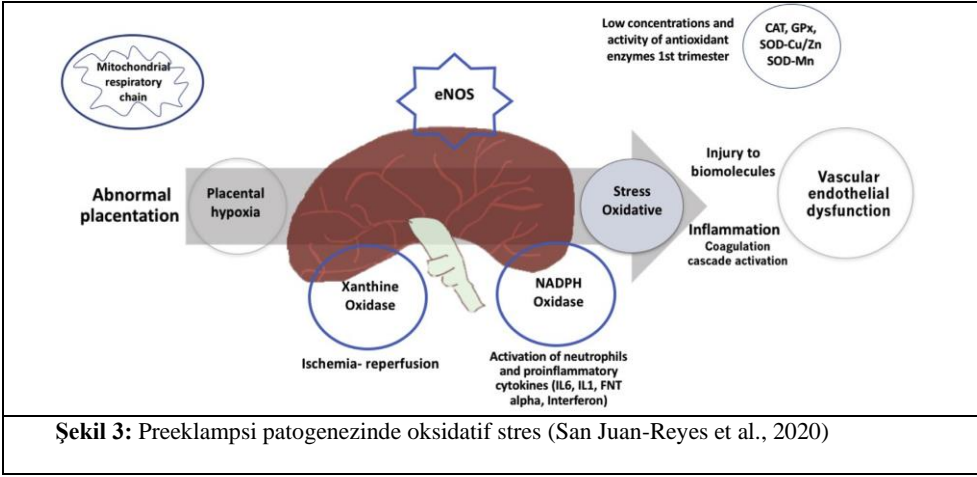 Low concentrations and
activity of antioxidant
enzymes 1st trimester
CAT, GPx,
SOD-Cu/Zn
SOD-Mn
Mitochondrial
respiratory
chain
eNOS
Abnormal
placentation
Placental
hypoxia
Stress
Oxidative
Injury to
biomolecules
Inflammation
Coagulation
cascade activation
Vascular
endothelial
dysfunction
Xanthine
Oxidase
Ischemia- reperfusion
NADPH
Oxidase
Activation of neutrophils
and proinflammatory
cytokines (IL6, IL1, FNT
alpha, Interferon)
Şekil 3: Preeklampsi patogenezinde oksidatif stres (San Juan-Reyes et al., 2020)